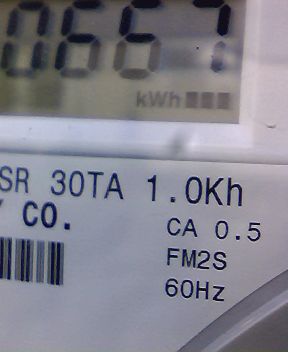 0667
kWh
SR 30TA 1.0Kh
Y CO.
CA 0.5
FM2S
60Hz